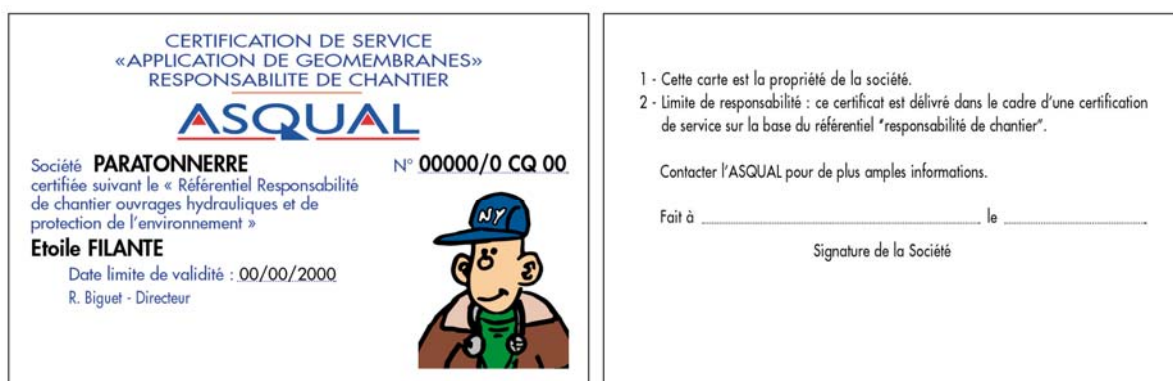 CERTIFICATION DE SERVICE
«APPLICATION DE GEOMEMBRANES»
RESPONSABILITE DE CHANTIER
ASQUAL
Société PARATONNERRE N° 00000/0 CQ 00
certifiée suivant le « Référentiel Responsabilité
de chantier ouvrages hydrauliques et de
protection de l'environnement »
Etoile FILANTE
Date limite de validité : 00/00/2000
R. Biguet - Directeur
NY
1 - Cette carte est la propriété de la société.
2 - Limite de responsabilité : ce certificat est délivré dans le cadre d'une certification
de service sur la base du référentiel "responsabilité de chantier".
Contacter l'ASQUAL pour de plus amples informations.
Fait à le
Signature de la Société